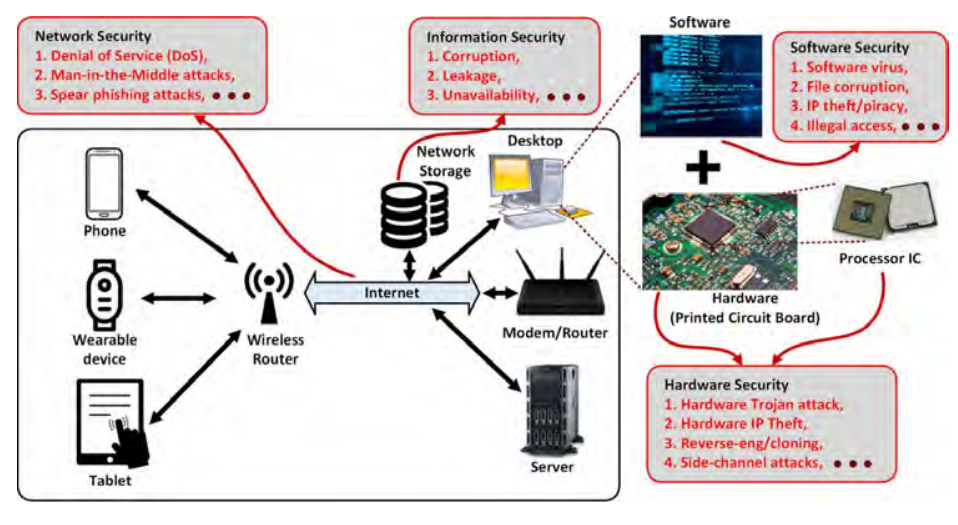 Network Security
1. Denial of Service (DoS),
2. Man-in-the-Middle attacks,
3. Spear phishing attacks, ● ● ●
Information Security
1. Corruption,
2. Leakage,
3. Unavailability, ● ● ●
Software
Software Security
1. Software virus,
2. File corruption,
3. IP theft/piracy,
4. Illegal access, ● ● ●
Network
Storage
Desktop
Phone
Wearable
device
Tablet
Wireless
Router
Internet
Modem/Router
Server
Processor IC
Hardware
(Printed Circuit Board)
Hardware Security
1. Hardware Trojan attack,
2. Hardware IP Theft,
3. Reverse-eng/cloning,
4. Side-channel attacks, ● ● ●